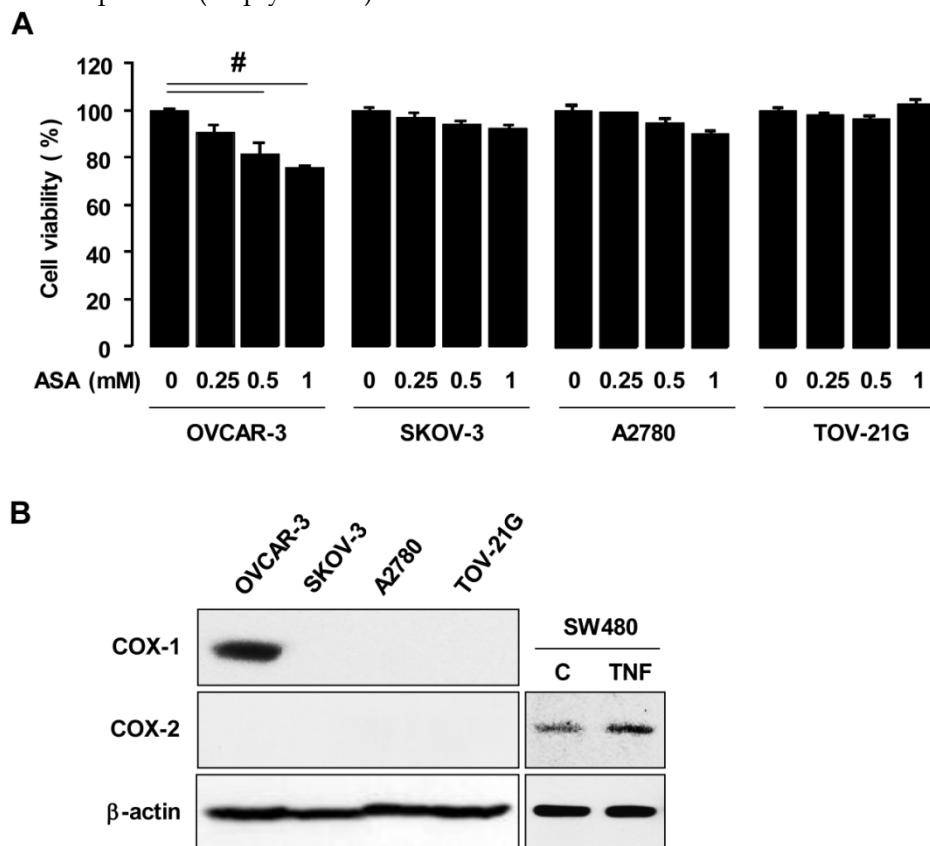 A
#
Cell viability ( %)
120
100
80
60
40
20
0
ASA (mM) 0 0.25 0.5 1 0 0.25 0.5 1 0 0.25 0.5 1 0 0.25 0.5 1
OVCAR-3 SKOV-3 A2780 TOV-21G
B
OVCAR-3 SKOV-3 A2780 TOV-21G
SW480
C TNF
COX-1
COX-2
β-actin